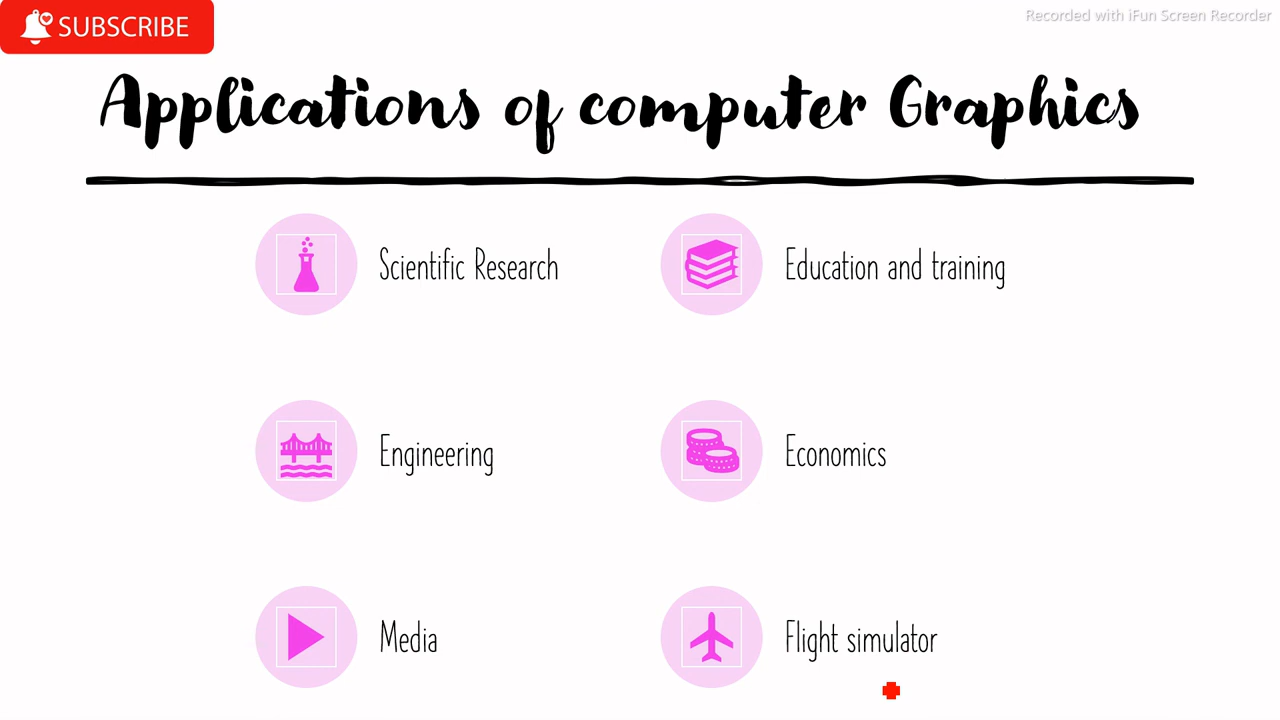 SUBSCRIBE
Recorded with iFun Screen Recorder
Applications of computer Graphics
Scientific Research
Education and training
Engineering
Economics
Media
Flight simulator